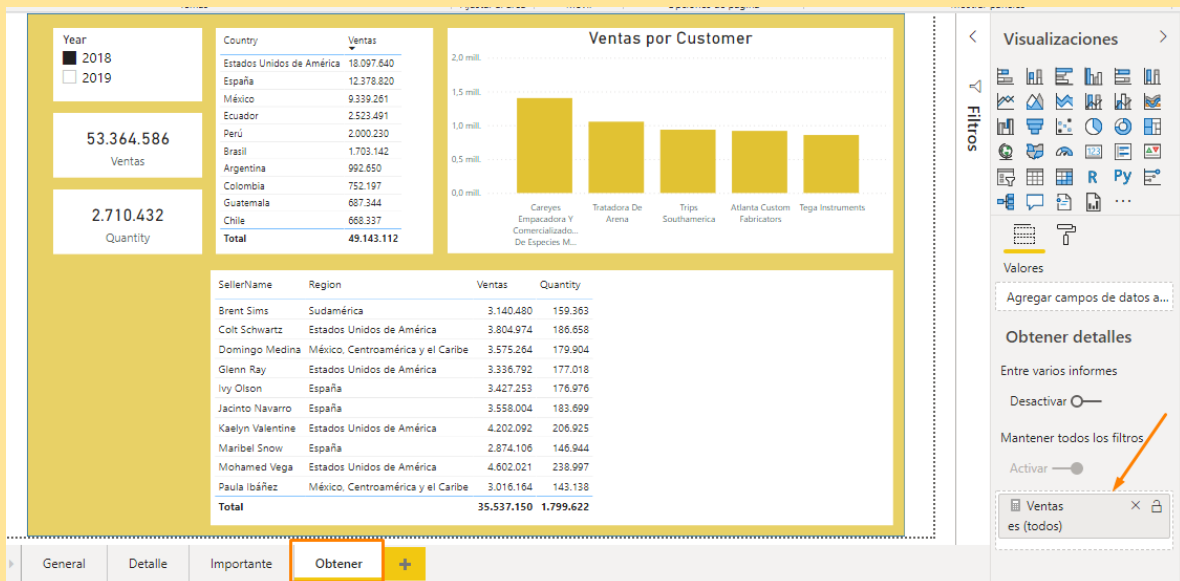 Year
2018
2019
53.364.586
Ventas
2.710.432
Quantity
Country Ventas
Estados Unidos de América 18.097.640
España 12.378.820
México 9.339.261
Ecuador 2.523.491
Perú 2.000.230
Brasil 1.703.142
Argentina 992.650
Colombia 752.197
Guatemala 687.344
Chile 668.337
Total 49.143.112
Ventas por Customer
2,0 mill.
1,5 mill.
1,0 mill.
0,5 mill.
0,0 mill.
Careyes
Empacadora Y
Comercializado...
De Especies M...
Tratadora De
Arena
Trips
Southamerica
Atlanta Custom
Fabricators
Tega Instruments
SellerName Region Ventas Quantity
Brent Sims Sudamérica 3.140.480 159.363
Colt Schwartz Estados Unidos de América 3.804.974 186.658
Domingo Medina México, Centroamérica y el Caribe 3.575.264 179.904
Glenn Ray Estados Unidos de América 3.336.792 177.018
Ivy Olson España 3.427.253 176.976
Jacinto Navarro España 3.558.004 183.699
Kaelyn Valentine Estados Unidos de América 4.202.092 206.925
Maribel Snow España 2.874.106 146.944
Mohamed Vega Estados Unidos de América 4.602.021 238.997
Paula Ibáñez México, Centroamérica y el Caribe 3.016.164 143.138
Total 35.537.150 1.799.622
Filtros
Visualizaciones
123
R Py
...
Valores
Agregar campos de datos a...
Obtener detalles
Entre varios informes
Desactivar
Mantener todos los filtros
Activar
Ventas
es (todos)
General Detalle Importante Obtener +